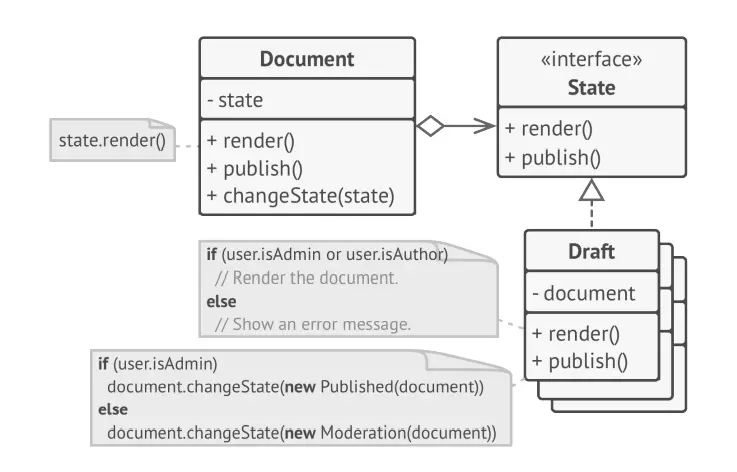 Document
- state
+ render()
+ publish()
+ changeState(state)
«interface»
State
+ render()
+ publish()
state.render()
if (user.isAdmin or user.isAuthor)
// Render the document.
else
// Show an error message.
Draft
- document
+ render()
+ publish()
if (user.isAdmin)
document.changeState(new Published(document))
else
document.changeState(new Moderation(document))